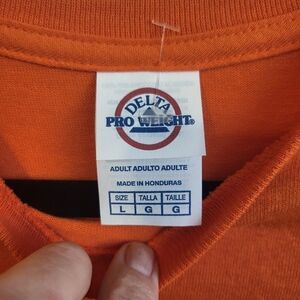 DELTA
PRO WEIGHT®
ADULT ADULTO ADULTE
MADE IN HONDURAS
SIZE TALLA TAILLE
L G G